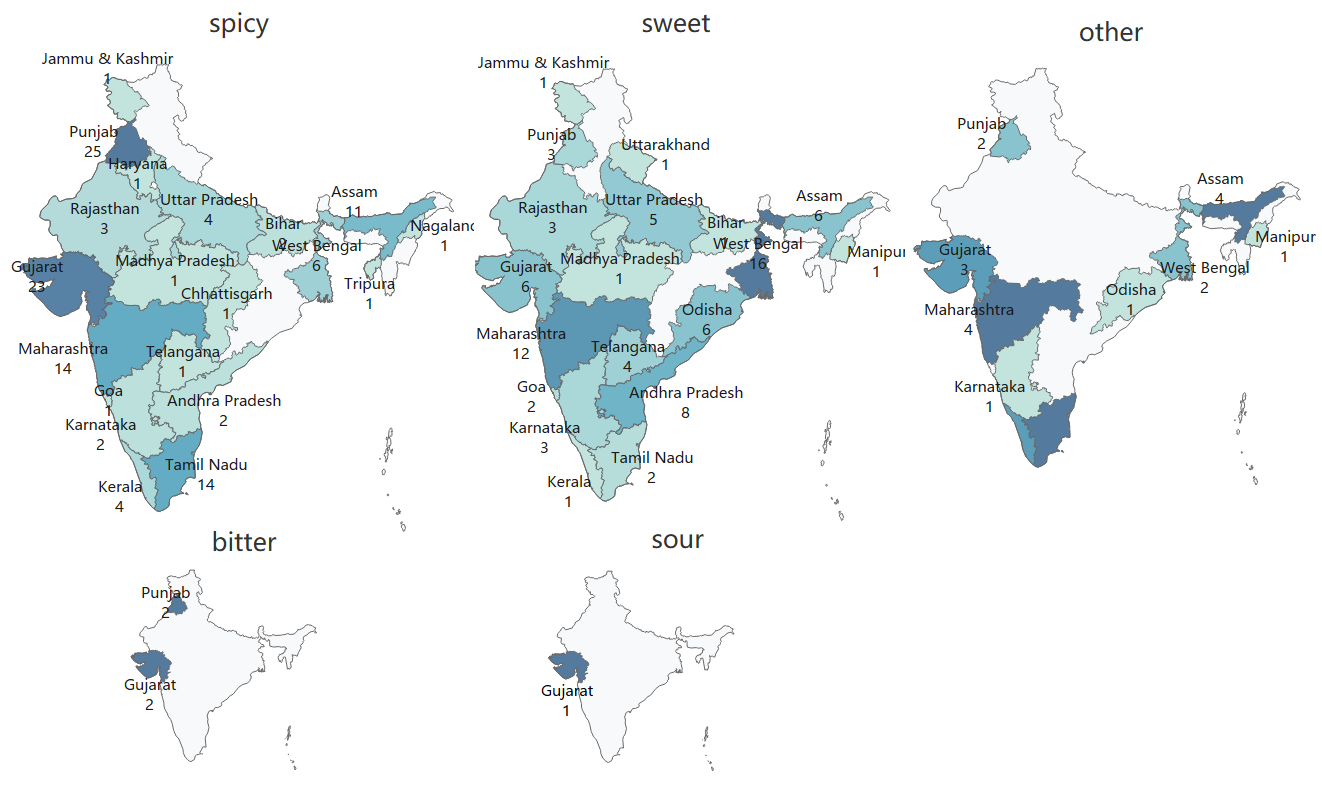 spicy
Jammu & Kashmir
1
Punjab
25
Haryana
1
Uttar Pradesh
4
Rajasthan
3
Bihar
2
Assam
11
Nagaland
1
West Bengal
6
Gujarat
23
Madhya Pradesh
1
Tripura
1
Chhattisgarh
1
Maharashtra
14
Telangana
1
Goa
1
Andhra Pradesh
2
Karnataka
2
Tamil Nadu
14
Kerala
4
sweet
Jammu & Kashmir
1
Punjab
3
Uttarakhand
1
Uttar Pradesh
5
Rajasthan
3
Assam
6
Bihar
1
West Bengal
16
Manipur
1
Gujarat
6
Madhya Pradesh
1
Odisha
6
Maharashtra
12
Telangana
4
Goa
2
Andhra Pradesh
8
Karnataka
3
Tamil Nadu
2
Kerala
1
other
Punjab
2
Assam
4
Manipur
1
Gujarat
3
West Bengal
2
Odisha
1
Maharashtra
4
Karnataka
1
bitter
Punjab
2
Gujarat
2
sour
Gujarat
1